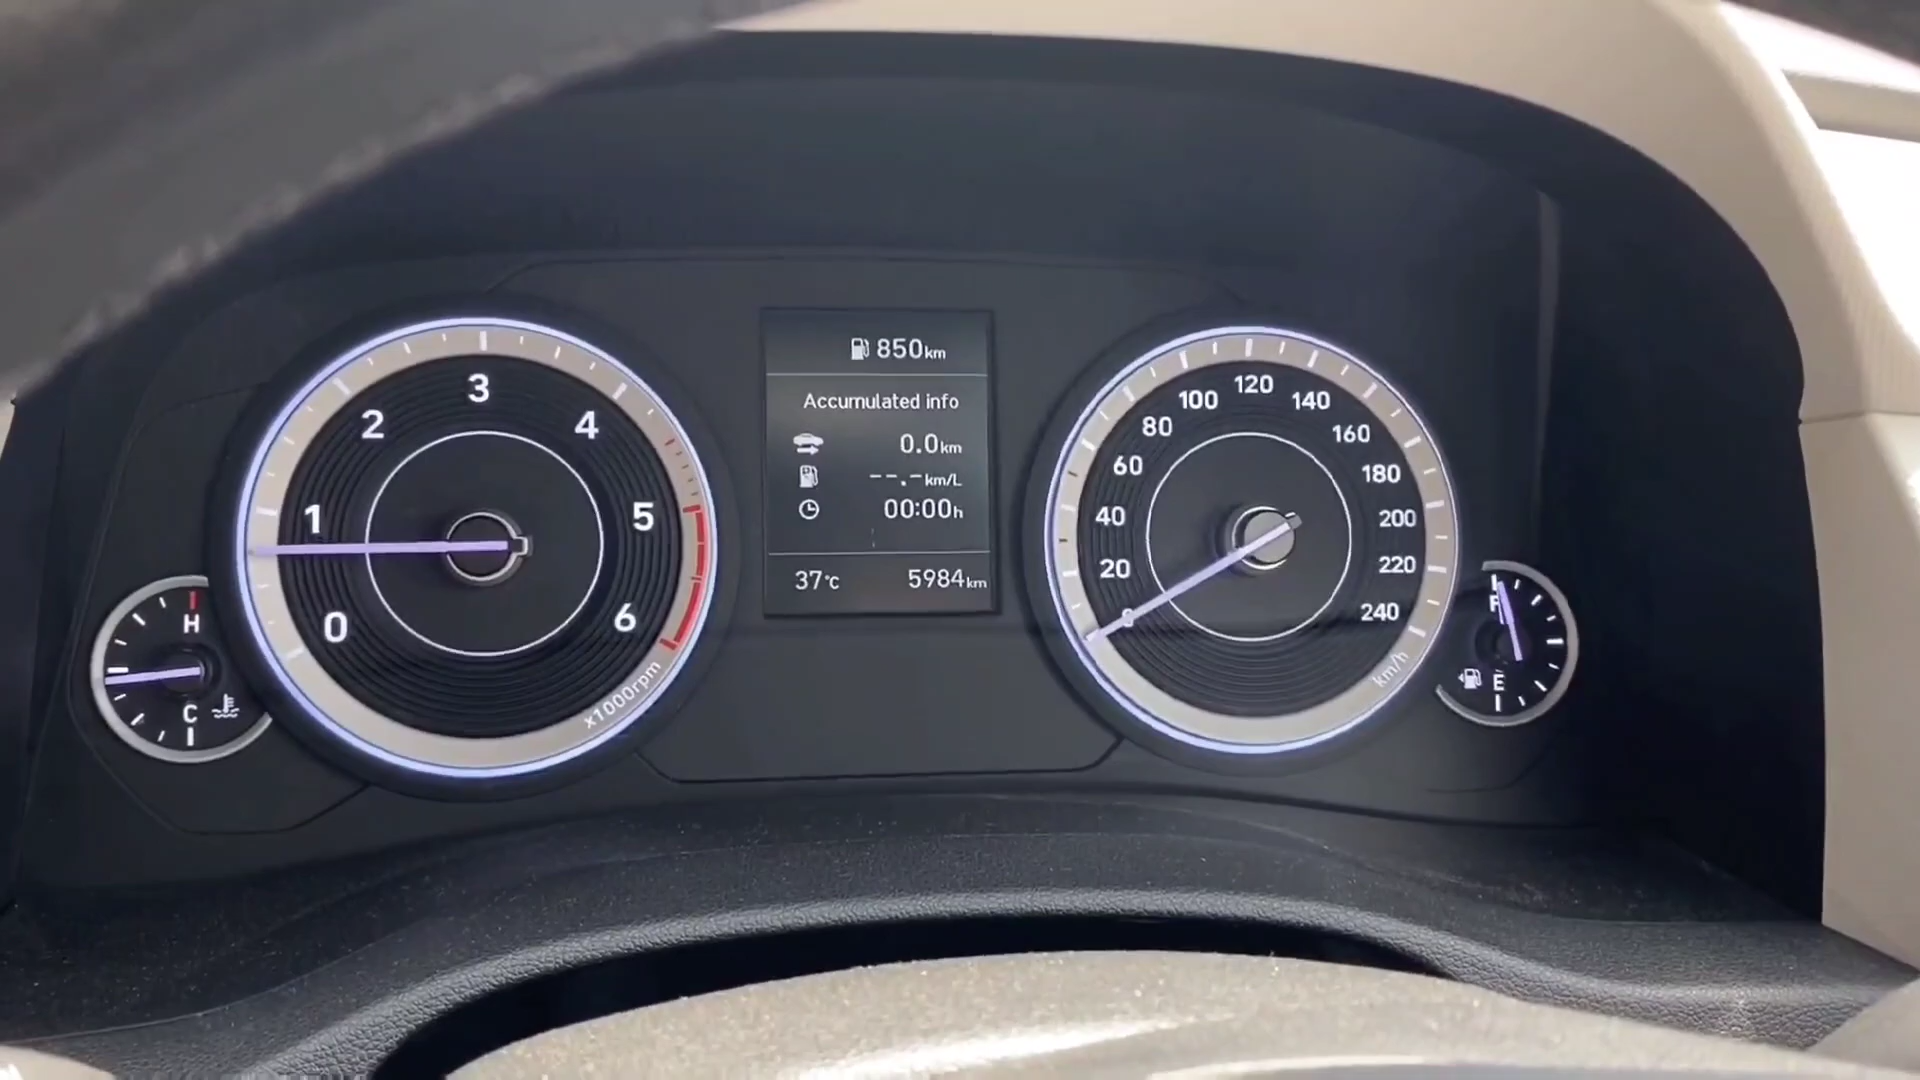 850km
Accumulated info
0.0km
--.-km/L
00:00h
37°C
5984km
0
1
2
3
4
5
6
x1000rpm
H
C
0
20
40
60
80
100
120
140
160
180
200
220
240
km/h
F
E